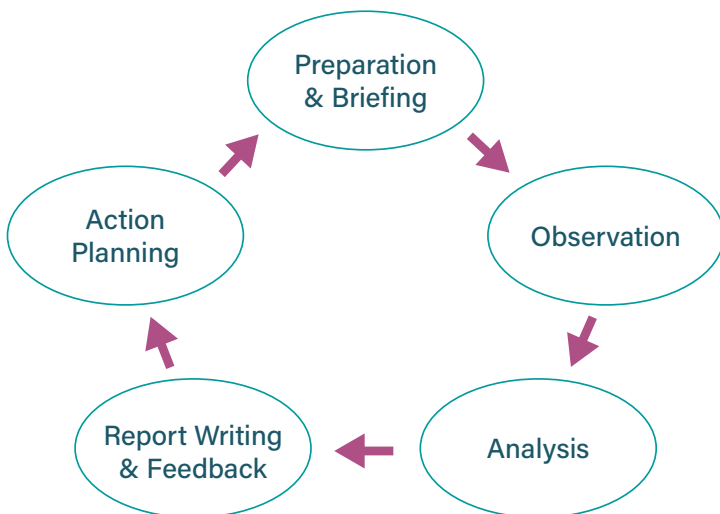 Preparation
& Briefing
Observation
Analysis
Report Writing
& Feedback
Action
Planning